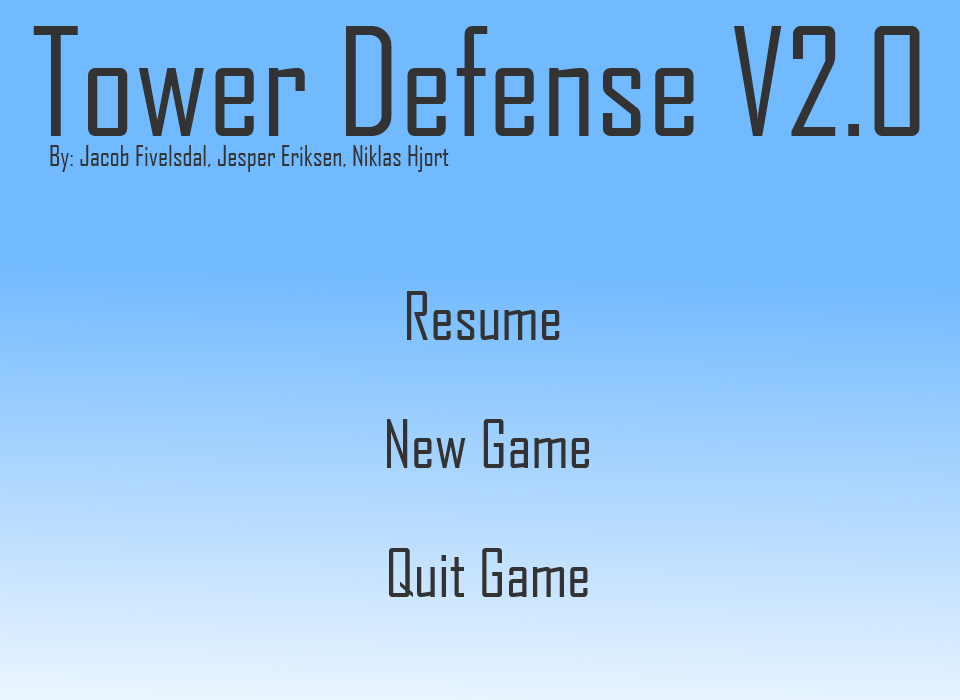 Tower Defense V2.0
By: Jacob Fivelsdal, Jesper Eriksen, Niklas Hjort
Resume
New Game
Quit Game